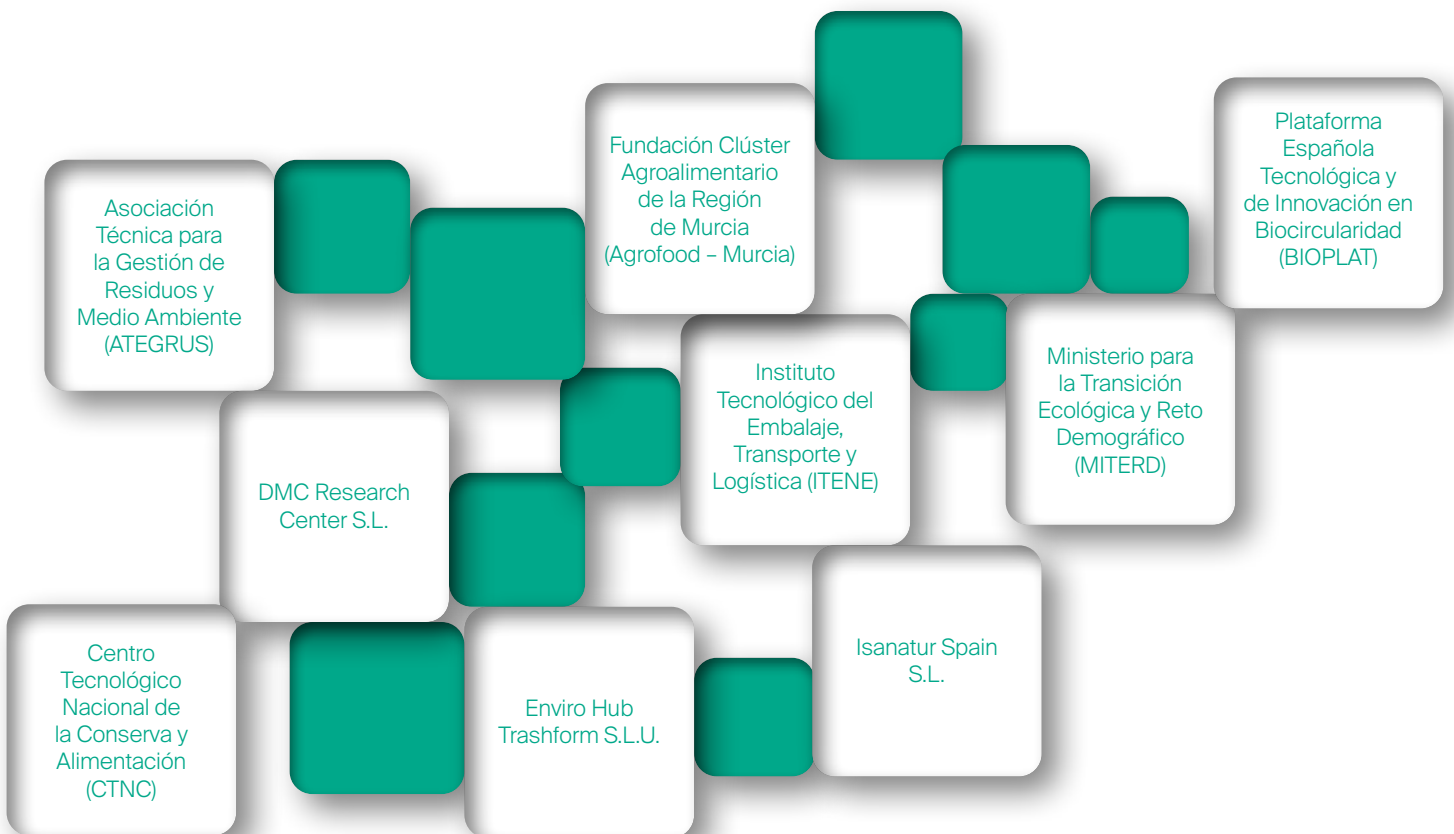 Asociación
Técnica para
la Gestión de
Residuos y
Medio Ambiente
(ATEGRUS)
Fundación Clúster
Agroalimentario
de la Región
de Murcia
(Agrofood – Murcia)
Plataforma
Española
Tecnológica y
de Innovación en
Biocircularidad
(BIOPLAT)
DMC Research
Center S.L.
Instituto
Tecnológico del
Embalaje,
Transporte y
Logística (ITENE)
Ministerio para
la Transición
Ecológica y Reto
Demográfico
(MITERD)
Centro
Tecnológico
Nacional de
la Conserva y
Alimentación
(CTNC)
Enviro Hub
Trashform S.L.U.
Isanatur Spain
S.L.